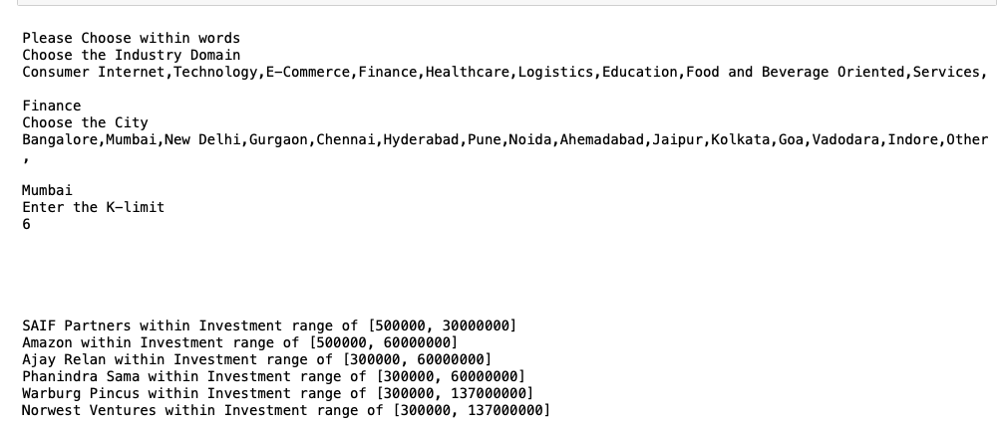 Please Choose within words
Choose the Industry Domain
Consumer Internet,Technology,E-Commerce,Finance,Healthcare,Logistics,Education,Food and Beverage Oriented,Services,
Finance
Choose the City
Bangalore,Mumbai,New Delhi,Gurgaon,Chennai,Hyderabad,Pune,Noida,Ahemadabad,Jaipur,Kolkata,Goa,Vadodara,Indore,Other
,
Mumbai
Enter the K-limit
6
SAIF Partners within Investment range of [500000, 30000000]
Amazon within Investment range of [500000, 60000000]
Ajay Relan within Investment range of [300000, 60000000]
Phanindra Sama within Investment range of [300000, 60000000]
Warburg Pincus within Investment range of [300000, 137000000]
Norwest Ventures within Investment range of [300000, 137000000]